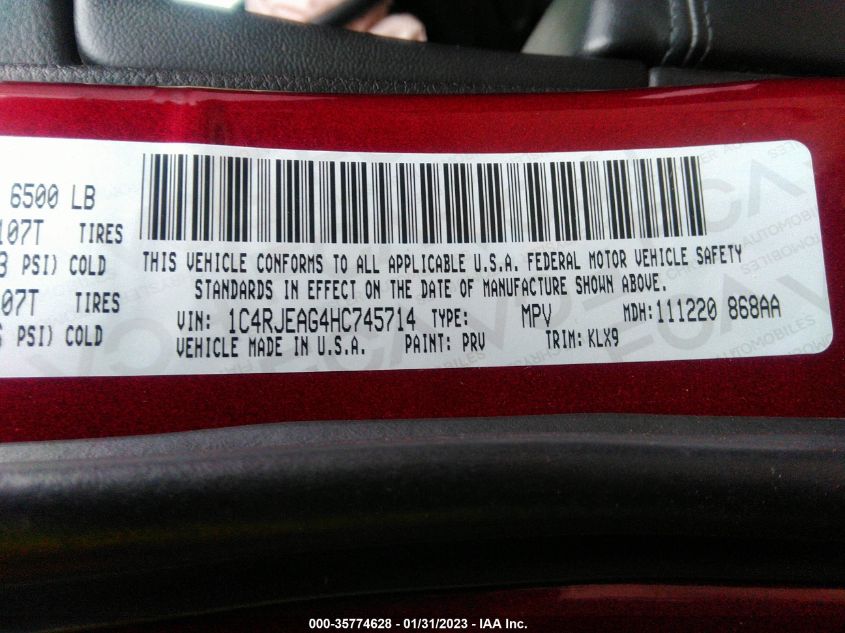 6500 LB
107T TIRES
PSI) COLD
07T TIRES
PSI) COLD
THIS VEHICLE CONFORMS TO ALL APPLICABLE U.S.A. FEDERAL MOTOR VEHICLE SAFETY
STANDARDS IN EFFECT ON THE DATE OF MANUFACTURE SHOWN ABOVE.
VIN: 1C4RJEAG4HC745714 TYPE: MPV MDH:111220 868AA
VEHICLE MADE IN U.S.A. PAINT: PRV TRIM: KLX9
000-35774628 - 01/31/2023 - IAA Inc.